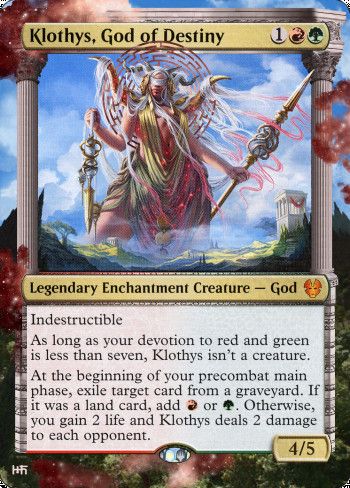 Klothys, God of Destiny 1
Legendary Enchantment Creature — God
Indestructible
As long as your devotion to red and green
is less than seven, Klothys isn't a creature.
At the beginning of your precombat main
phase, exile target card from a graveyard. If
it was a land card, add or . Otherwise,
you gain 2 life and Klothys deals 2 damage
to each opponent.
4/5